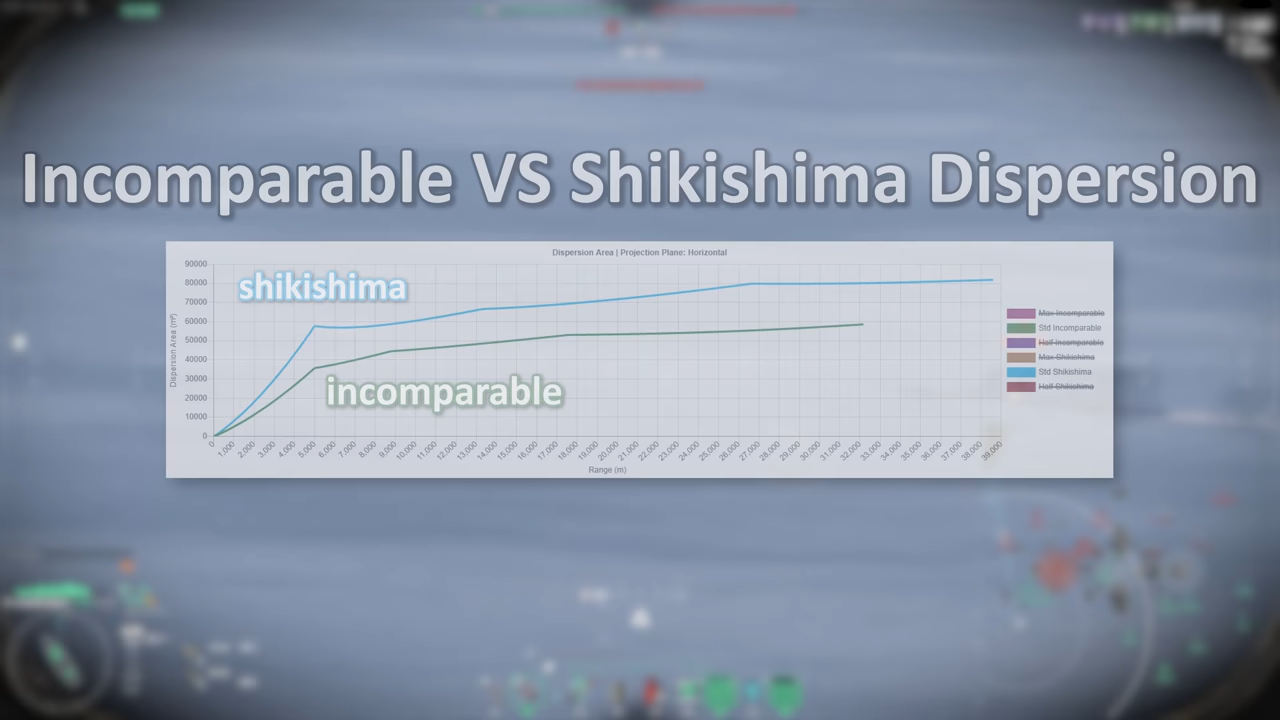 Incomparable VS Shikishima Dispersion
Dispersion Area | Projection Plane: Horizontal
Dispersion Area (m²)
90000
80000
70000
60000
50000
40000
30000
20000
10000
0
shikishima
incomparable
0 1,000 2,000 3,000 4,000 5,000 6,000 7,000 8,000 9,000 10,000 11,000 12,000 13,000 14,000 15,000 16,000 17,000 18,000 19,000 20,000 21,000 22,000 23,000 24,000 25,000 26,000 27,000 28,000 29,000 30,000 31,000 32,000 33,000 34,000 35,000 36,000 37,000 38,000 39,000
Range (m)
Max Incomparable
Std Incomparable
Half Incomparable
Max Shikishima
Std Shikishima
Half Shikishima